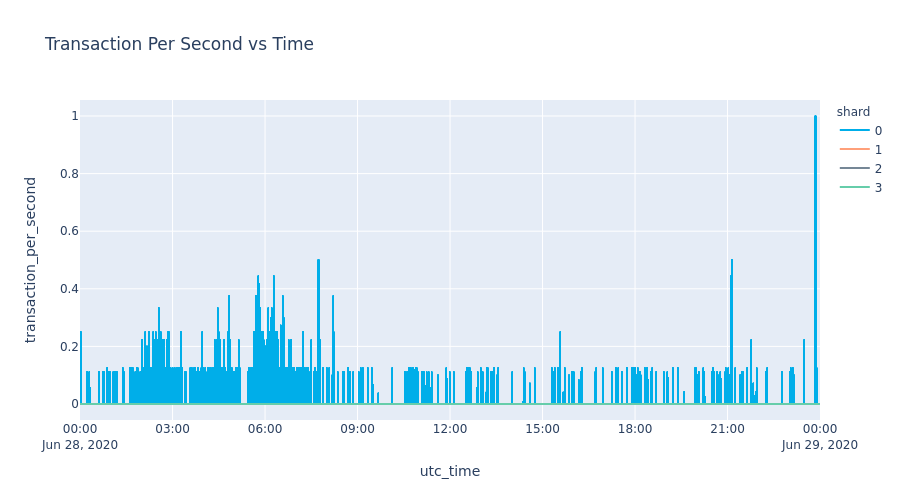 Transaction Per Second vs Time
shard
0
1
2
3
transaction_per_second
1
0.8
0.6
0.4
0.2
0
00:00 03:00 06:00 09:00 12:00 15:00 18:00 21:00 00:00
Jun 28, 2020 Jun 29, 2020
utc_time